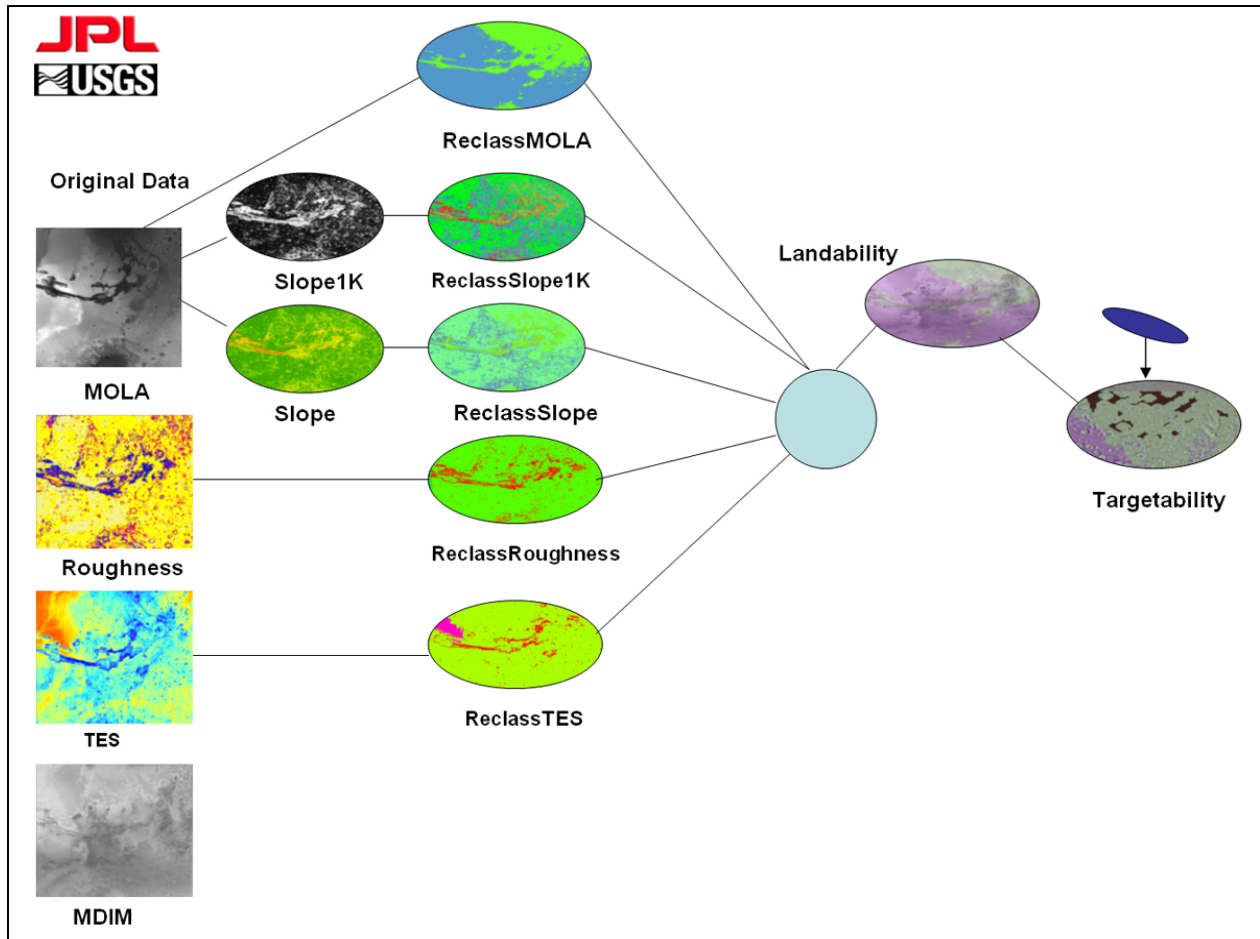 JPL
USGS
ReclassMOLA
Original Data
Slope1K
ReclassSlope1K
Landability
MOLA
Slope
ReclassSlope
Targetability
Roughness
ReclassRoughness
TES
ReclassTES
MDIM